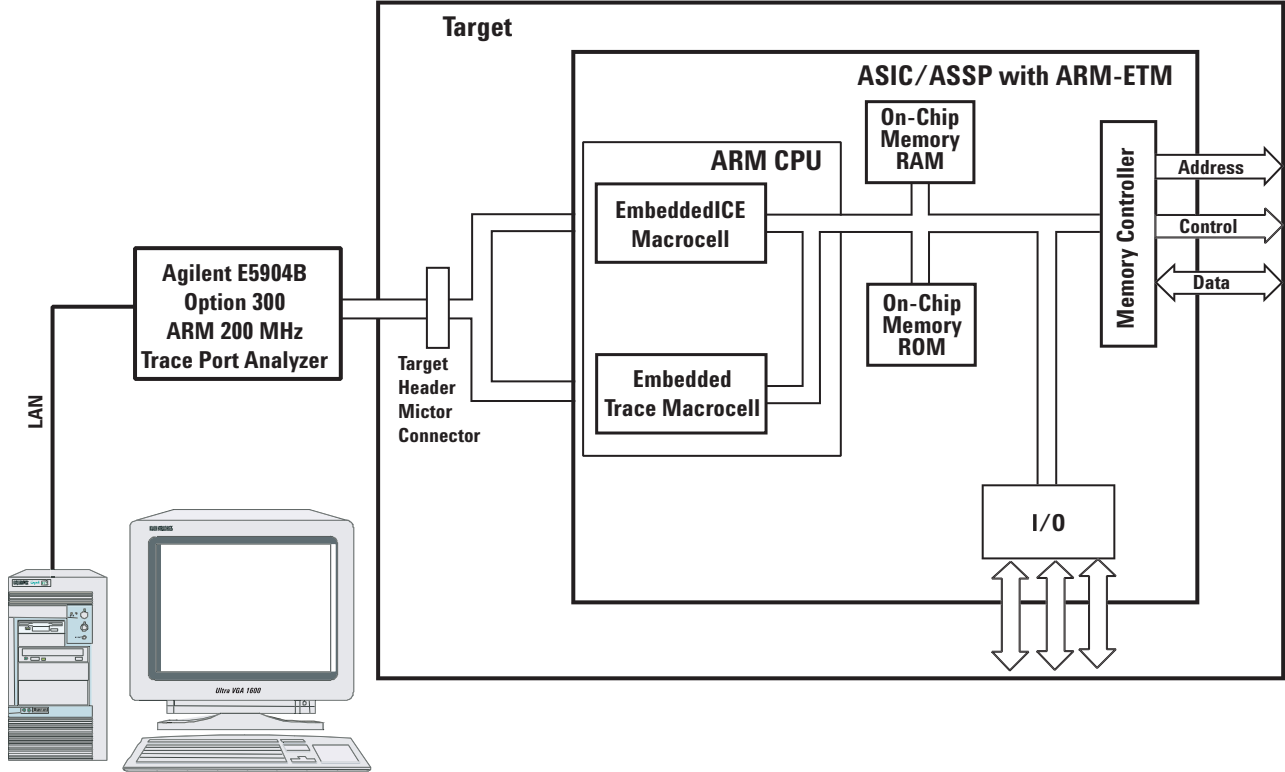 Target
ASIC/ASSP with ARM-ETM
On-Chip
Memory
RAM
ARM CPU
EmbeddedICE
Macrocell
Memory Controller
Address
Control
Data
Agilent E5904B
Option 300
ARM 200 MHz
Trace Port Analyzer
On-Chip
Memory
ROM
Target
Header
Mictor
Connector
Embedded
Trace Macrocell
LAN
I/O
Ultra VGA 1600